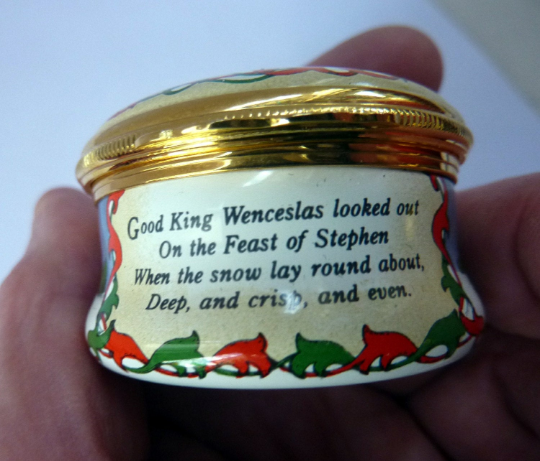 Good King Wenceslas looked out
On the Feast of Stephen
When the snow lay round about,
Deep, and crisp, and even.